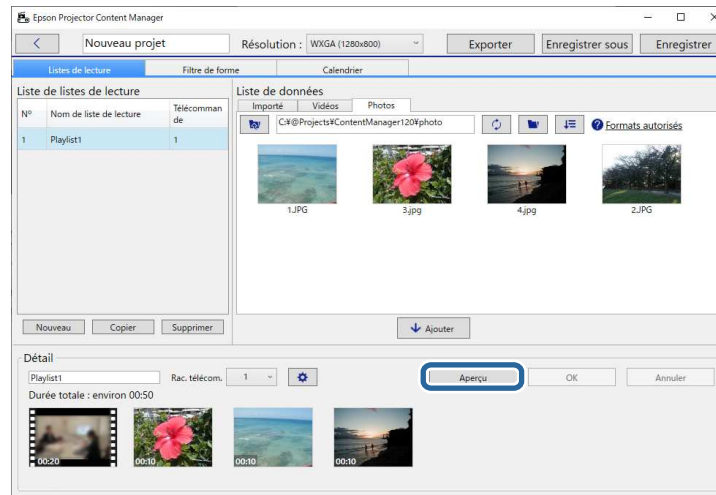 Epson Projector Content Manager
Nouveau projet
Résolution : WXGA (1280x800)
Exporter
Enregistrer sous
Enregistrer
Listes de lecture
Filtre de forme
Calendrier
Liste de listes de lecture
N° Nom de liste de lecture Télécomman
de
1 Playlist1 1
Nouveau
Copier
Supprimer
Liste de données
Importé Vidéos Photos
C:¥@Projects¥ContentManager120¥photo
Formats autorisés
1.JPG 3.jpg 4.jpg 2.JPG
Ajouter
Détail
Playlist1 Rac. télécom. 1
Aperçu
OK
Annuler
Durée totale : environ 00:50
00:20 00:10 00:10 00:10